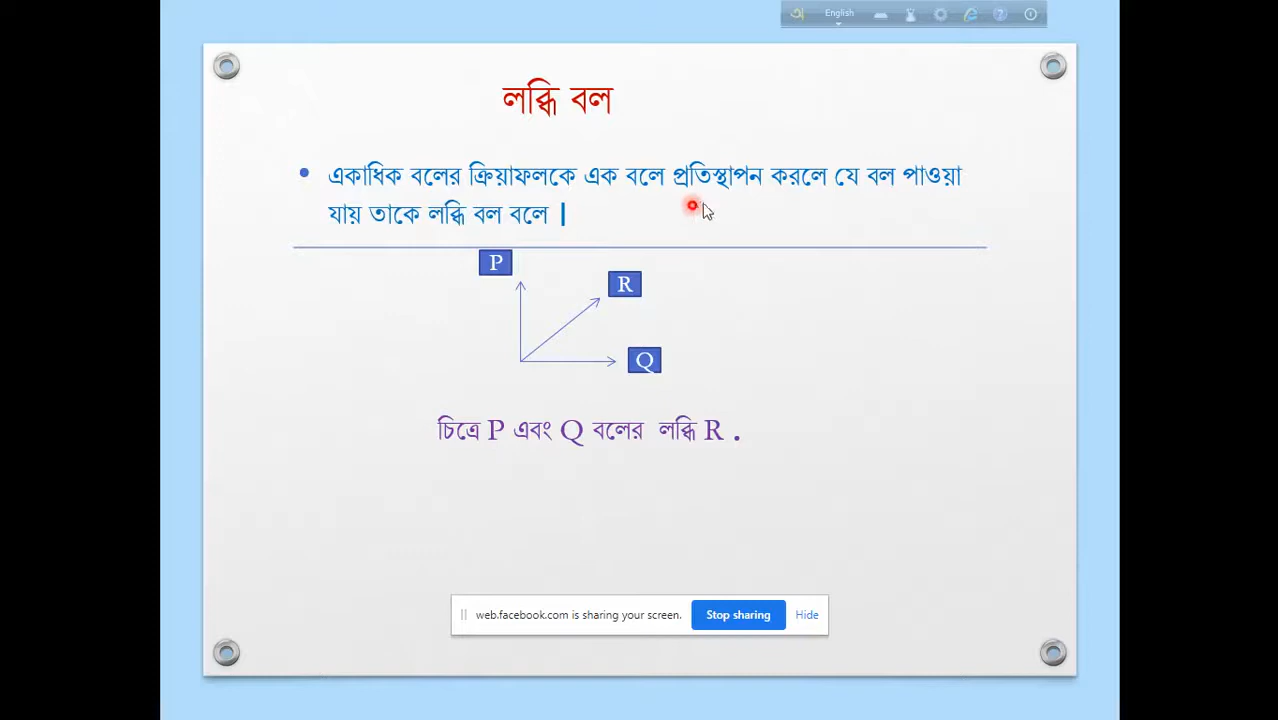 অ English
লব্ধি বল
• একাধিক বলের ক্রিয়াফলকে এক বলে প্রতিস্থাপন করলে যে বল পাওয়া
যায় তাকে লব্ধি বল বলে |
P
R
Q
চিত্রে P এবং Q বলের লব্ধি R .
web.facebook.com is sharing your screen. Stop sharing Hide